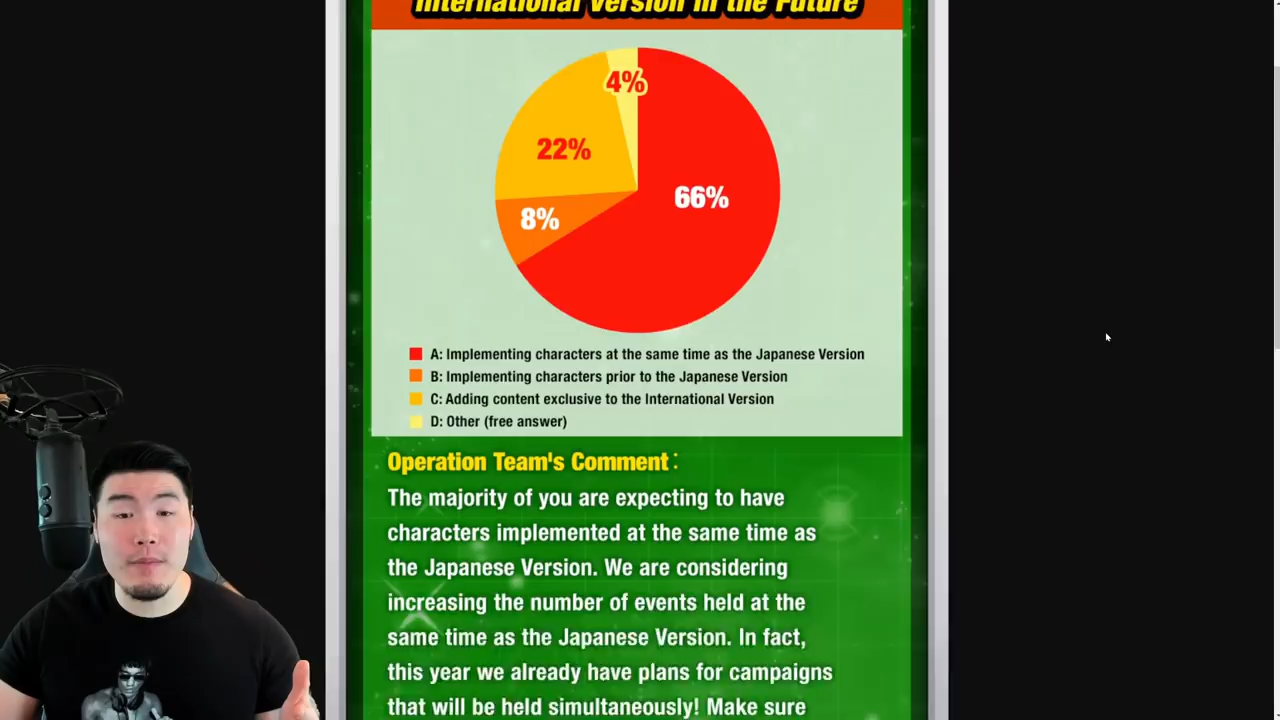 International Version in the Future
4%
22%
66%
8%
A: Implementing characters at the same time as the Japanese Version
B: Implementing characters prior to the Japanese Version
C: Adding content exclusive to the International Version
D: Other (free answer)
Operation Team's Comment:
The majority of you are expecting to have
characters implemented at the same time as
the Japanese Version. We are considering
increasing the number of events held at the
same time as the Japanese Version. In fact,
this year we already have plans for campaigns
that will be held simultaneously! Make sure